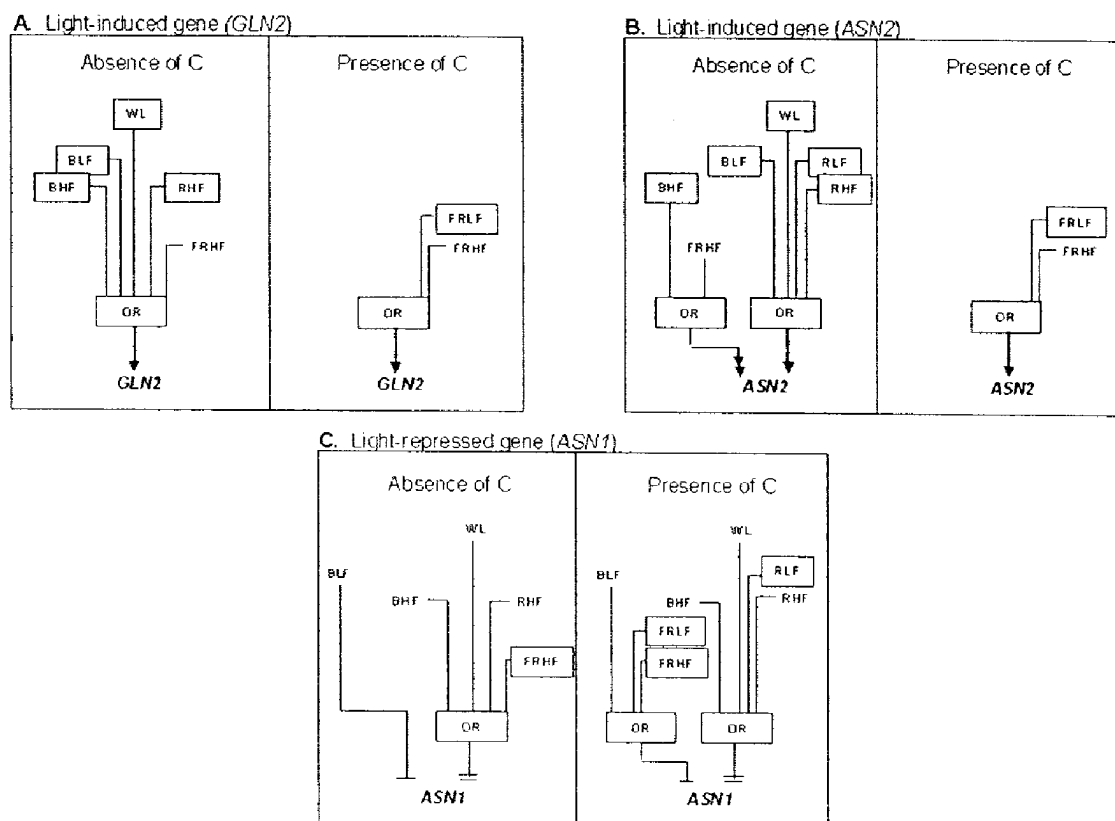 A. Light-induced gene (GLN2)
Absence of C
Presence of C
WL
BLF
BHF
RHF
FRHF
OR
GLN2
FRLF
FRHF
OR
GLN2
B. Light-induced gene (ASN2)
Absence of C
Presence of C
WL
BLF
RLF
BHF
RHF
FRHF
OR
OR
ASN2
FRLF
FRHF
OR
ASN2
C. Light-repressed gene (ASN1)
Absence of C
Presence of C
WL
BLF
BHF
RHF
FRHF
OR
ASN1
WL
RLF
BLF
BHF
RHF
FRLF
FRHF
OR
OR
ASN1